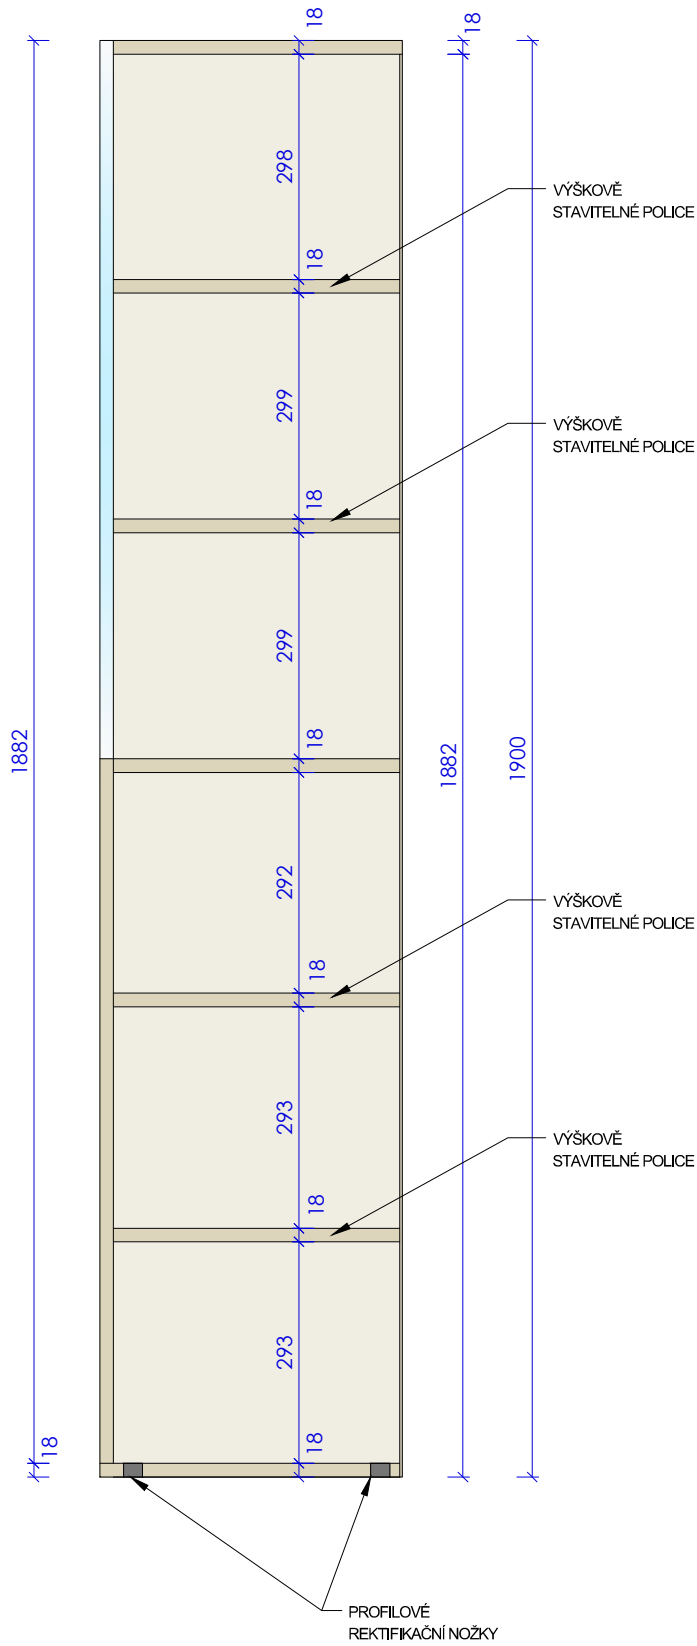 18
18
298
VÝŠKOVĚ
STAVITELNÉ POLICE
18
299
VÝŠKOVĚ
STAVITELNÉ POLICE
18
299
18
1882
1882
1900
292
VÝŠKOVĚ
STAVITELNÉ POLICE
18
293
VÝŠKOVĚ
STAVITELNÉ POLICE
18
293
18
18
PROFILOVÉ
REKTIFIKAČNÍ NOŽKY